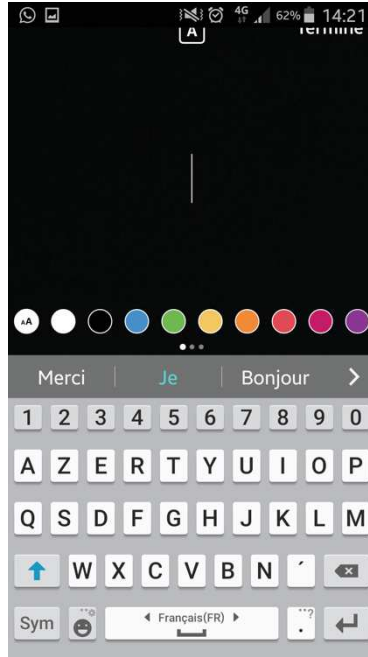 4G 62% 14:21
A Terminé
AA
Merci Je Bonjour
1 2 3 4 5 6 7 8 9 0
A Z E R T Y U I O P
Q S D F G H J K L M
W X C V B N ´
Sym Français(FR) . ?